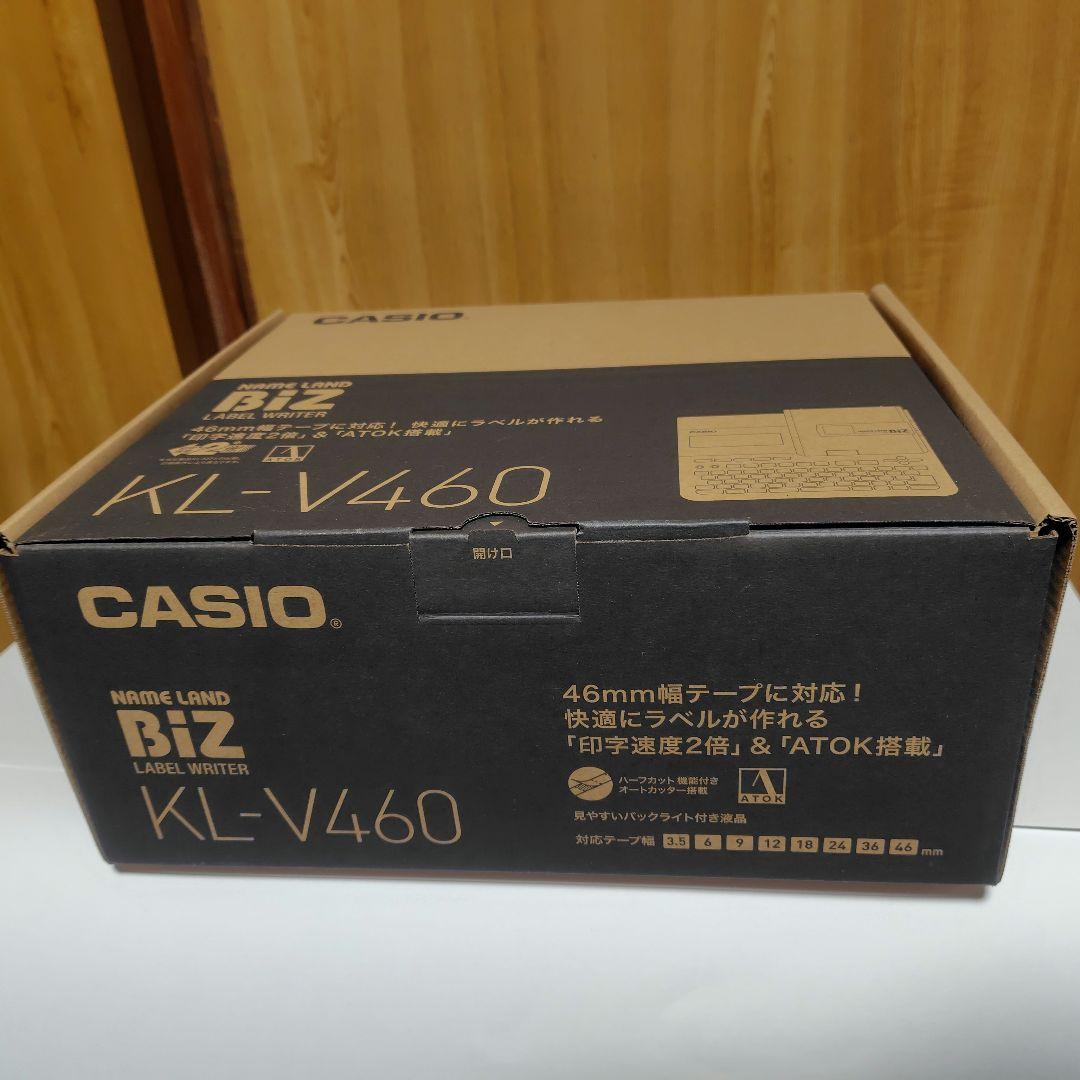 CASIO
NAME LAND
BiZ
LABEL WRITER
46mm幅テープに対応! 快適にラベルが作れる
「印字速度2倍」&「ATOK搭載」
ATOK
KL-V460
CASIO
BiZ
開け口
CASIO®
NAME LAND
BiZ
LABEL WRITER
KL-V460
46mm幅テープに対応!
快適にラベルが作れる
「印字速度2倍」&「ATOK搭載」
ハーフカット機能付き
オートカッター搭載
ATOK
見やすいバックライト付き液晶
対応テープ幅 3.5 6 9 12 18 24 36 46 mm